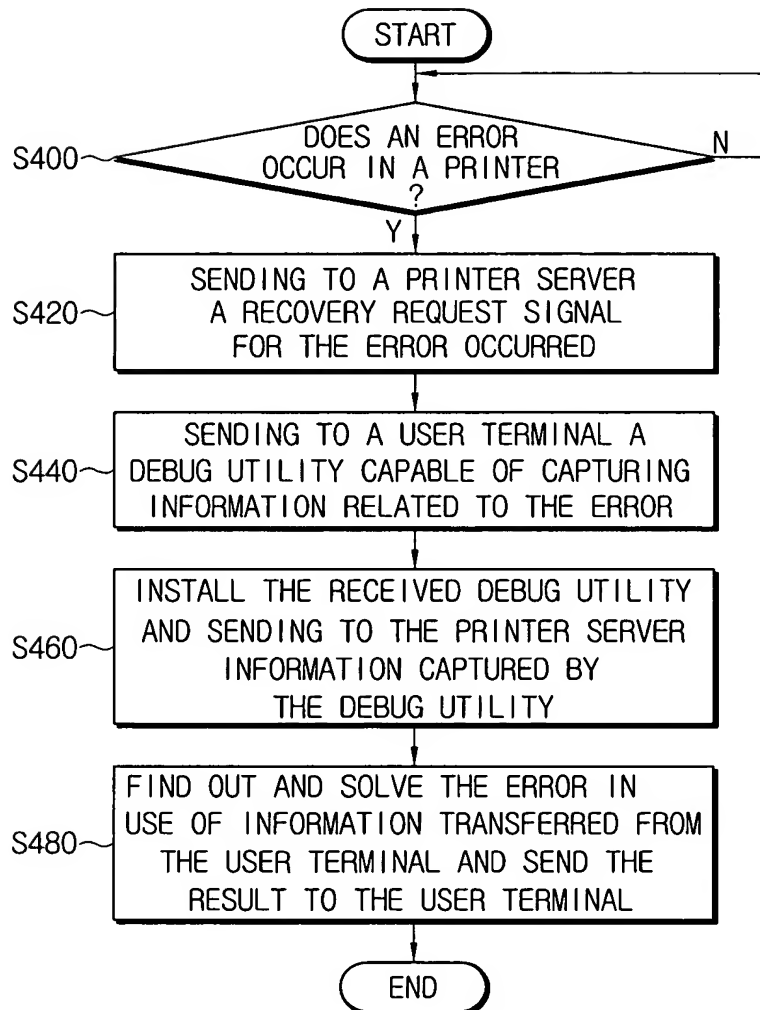 START
DOES AN ERROR
OCCUR IN A PRINTER
?
S400
N
Y
SENDING TO A PRINTER SERVER
A RECOVERY REQUEST SIGNAL
FOR THE ERROR OCCURRED
S420
SENDING TO A USER TERMINAL A
DEBUG UTILITY CAPABLE OF CAPTURING
INFORMATION RELATED TO THE ERROR
S440
INSTALL THE RECEIVED DEBUG UTILITY
AND SENDING TO THE PRINTER SERVER
INFORMATION CAPTURED BY
THE DEBUG UTILITY
S460
FIND OUT AND SOLVE THE ERROR IN
USE OF INFORMATION TRANSFERRED FROM
THE USER TERMINAL AND SEND THE
RESULT TO THE USER TERMINAL
S480
END